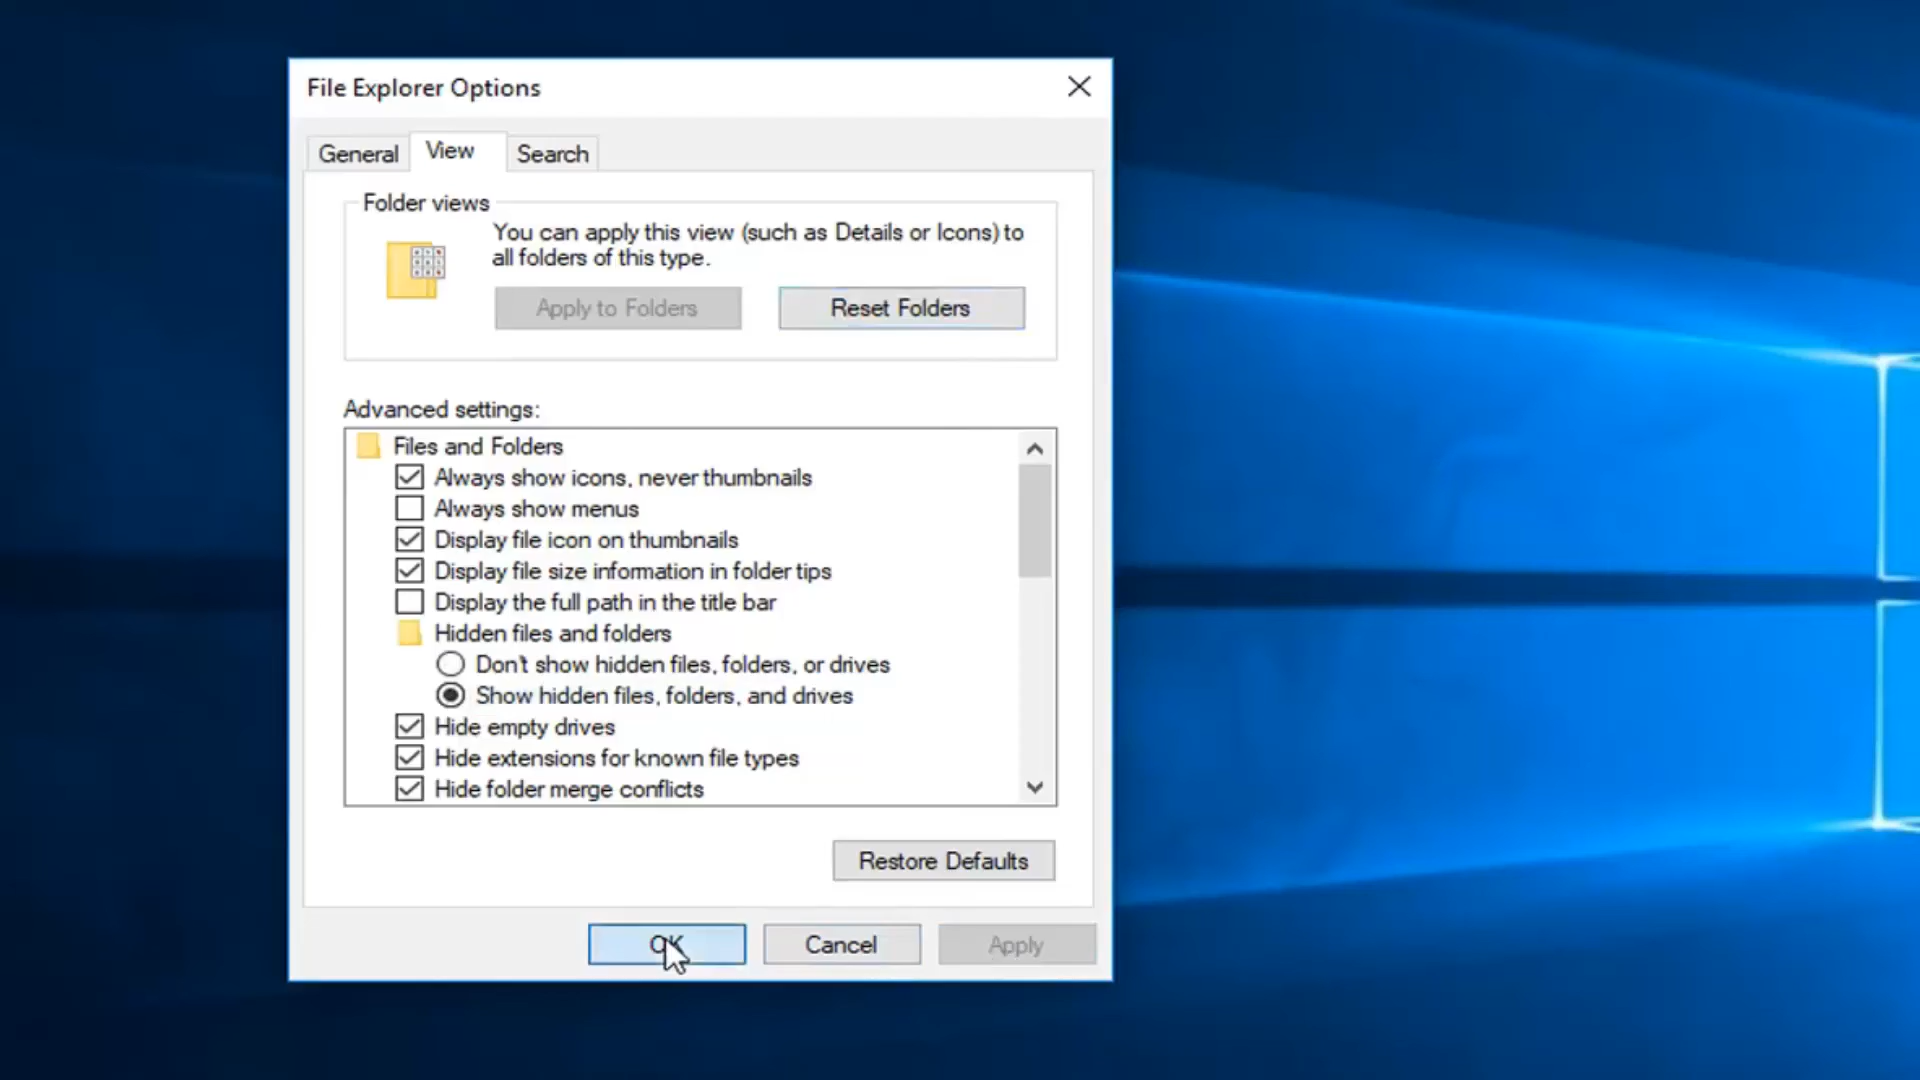 File Explorer Options
General
View
Search
Folder views
You can apply this view (such as Details or Icons) to
all folders of this type.
Apply to Folders
Reset Folders
Advanced settings:
Files and Folders
Always show icons, never thumbnails
Always show menus
Display file icon on thumbnails
Display file size information in folder tips
Display the full path in the title bar
Hidden files and folders
Don't show hidden files, folders, or drives
Show hidden files, folders, and drives
Hide empty drives
Hide extensions for known file types
Hide folder merge conflicts
Restore Defaults
OK
Cancel
Apply